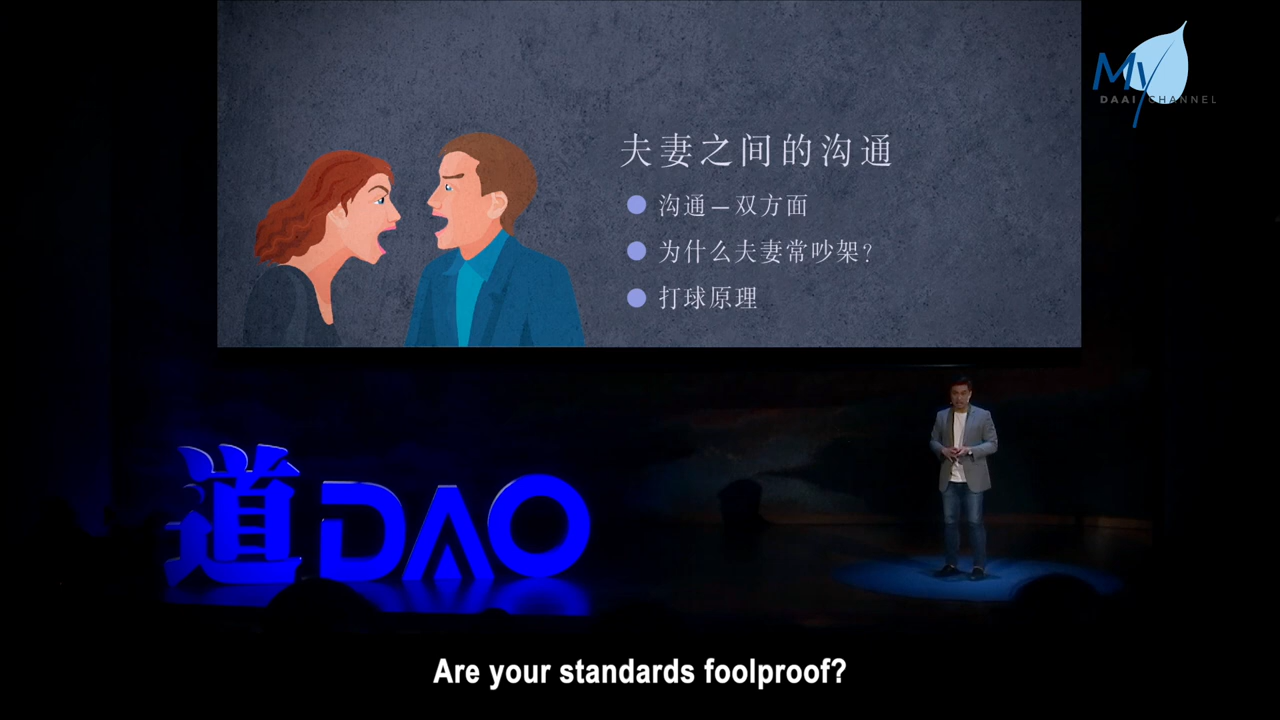 夫妻之间的沟通
沟通–双方面
为什么夫妻常吵架?
打球原理
My
DAAI CHANNEL
道DAO
Are your standards foolproof?